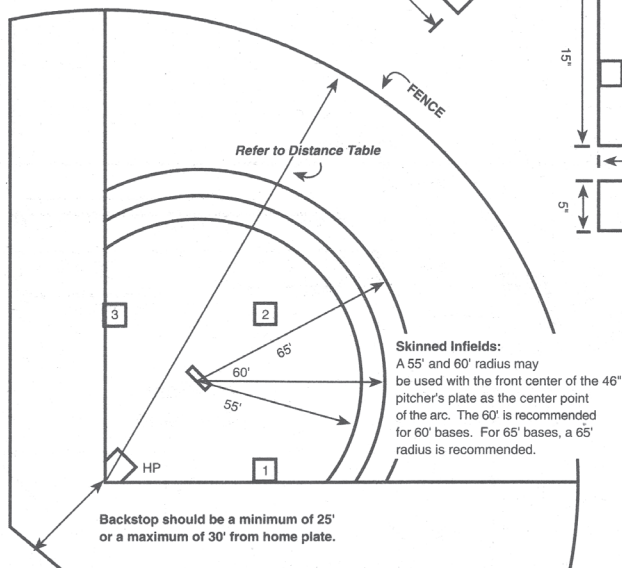 15"
FENCE
Refer to Distance Table
5"
3
2
65'
60'
55'
Skinned Infields:
A 55' and 60' radius may
be used with the front center of the 46"
pitcher's plate as the center point
of the arc. The 60' is recommended
for 60' bases. For 65' bases, a 65'
radius is recommended.
HP
1
Backstop should be a minimum of 25'
or a maximum of 30' from home plate.